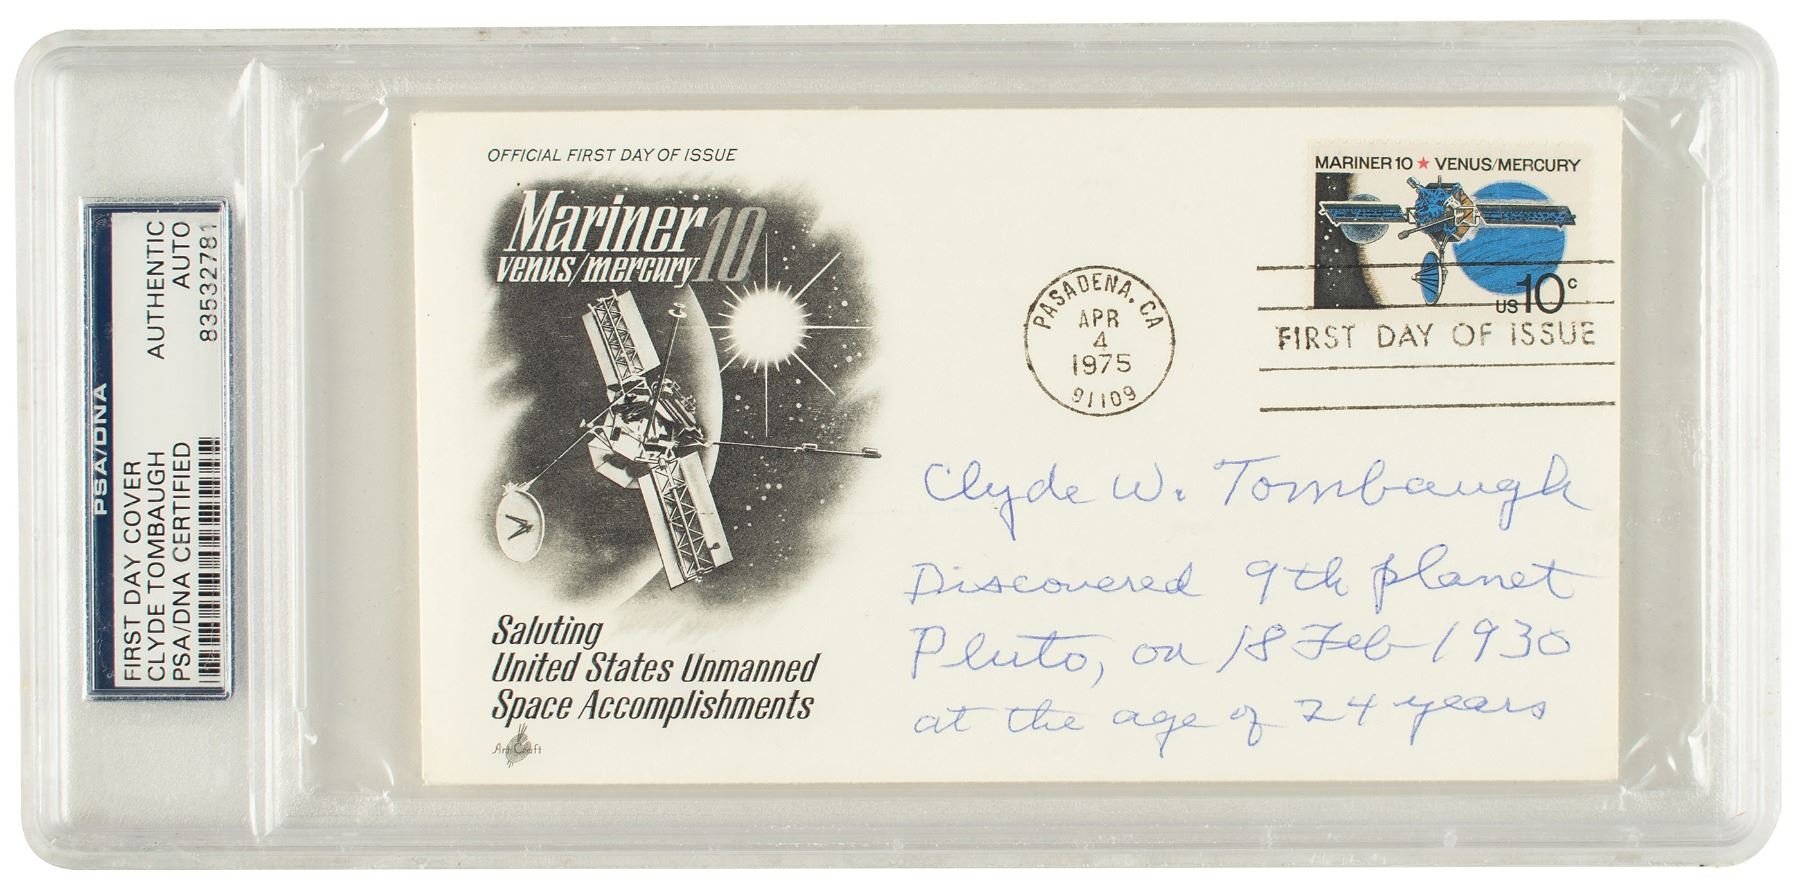 PSA/DNA
FIRST DAY COVER
CLYDE TOMBAUGH
PSA/DNA CERTIFIED
AUTHENTIC
AUTO
83532781
OFFICIAL FIRST DAY OF ISSUE
Mariner 10
venus/mercury
Saluting
United States Unmanned
Space Accomplishments
Art Craft
PASADENA, CA
APR
4
1975
91109
MARINER 10 ★ VENUS/MERCURY
US 10c
FIRST DAY OF ISSUE
Clyde W. Tombaugh
Discovered 9th planet
Pluto, on 18 Feb 1930
at the age of 24 years